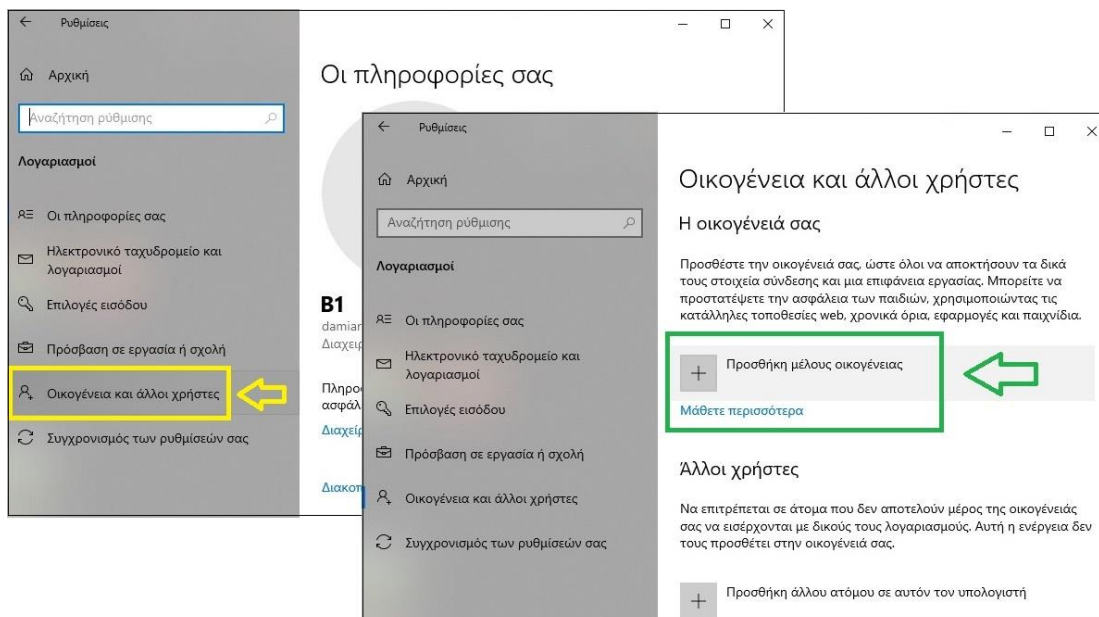 Ρυθμίσεις
Αρχική
Αναζήτηση ρύθμισης
Λογαριασμοί
Οι πληροφορίες σας
Ηλεκτρονικό ταχυδρομείο και
λογαριασμοί
Επιλογές εισόδου
Πρόσβαση σε εργασία ή σχολή
Οικογένεια και άλλοι χρήστες
Συγχρονισμός των ρυθμίσεών σας
Οι πληροφορίες σας
B1
Ρυθμίσεις
Αρχική
Αναζήτηση ρύθμισης
Λογαριασμοί
Οι πληροφορίες σας
Ηλεκτρονικό ταχυδρομείο και
λογαριασμοί
Επιλογές εισόδου
Πρόσβαση σε εργασία ή σχολή
Οικογένεια και άλλοι χρήστες
Συγχρονισμός των ρυθμίσεών σας
Οικογένεια και άλλοι χρήστες
Η οικογένειά σας
Προσθέστε την οικογένειά σας, ώστε όλοι να αποκτήσουν τα δικά
τους στοιχεία σύνδεσης και μια επιφάνεια εργασίας. Μπορείτε να
προστατέψετε την ασφάλεια των παιδιών, χρησιμοποιώντας τις
κατάλληλες τοποθεσίες web, χρονικά όρια, εφαρμογές και παιχνίδια.
Προσθήκη μέλους οικογένειας
Μάθετε περισσότερα
Άλλοι χρήστες
Να επιτρέπεται σε άτομα που δεν αποτελούν μέρος της οικογένειάς
σας να εισέρχονται με δικούς τους λογαριασμούς. Αυτή η ενέργεια δεν
τους προσθέτει στην οικογένειά σας.
Προσθήκη άλλου ατόμου σε αυτόν τον υπολογιστή